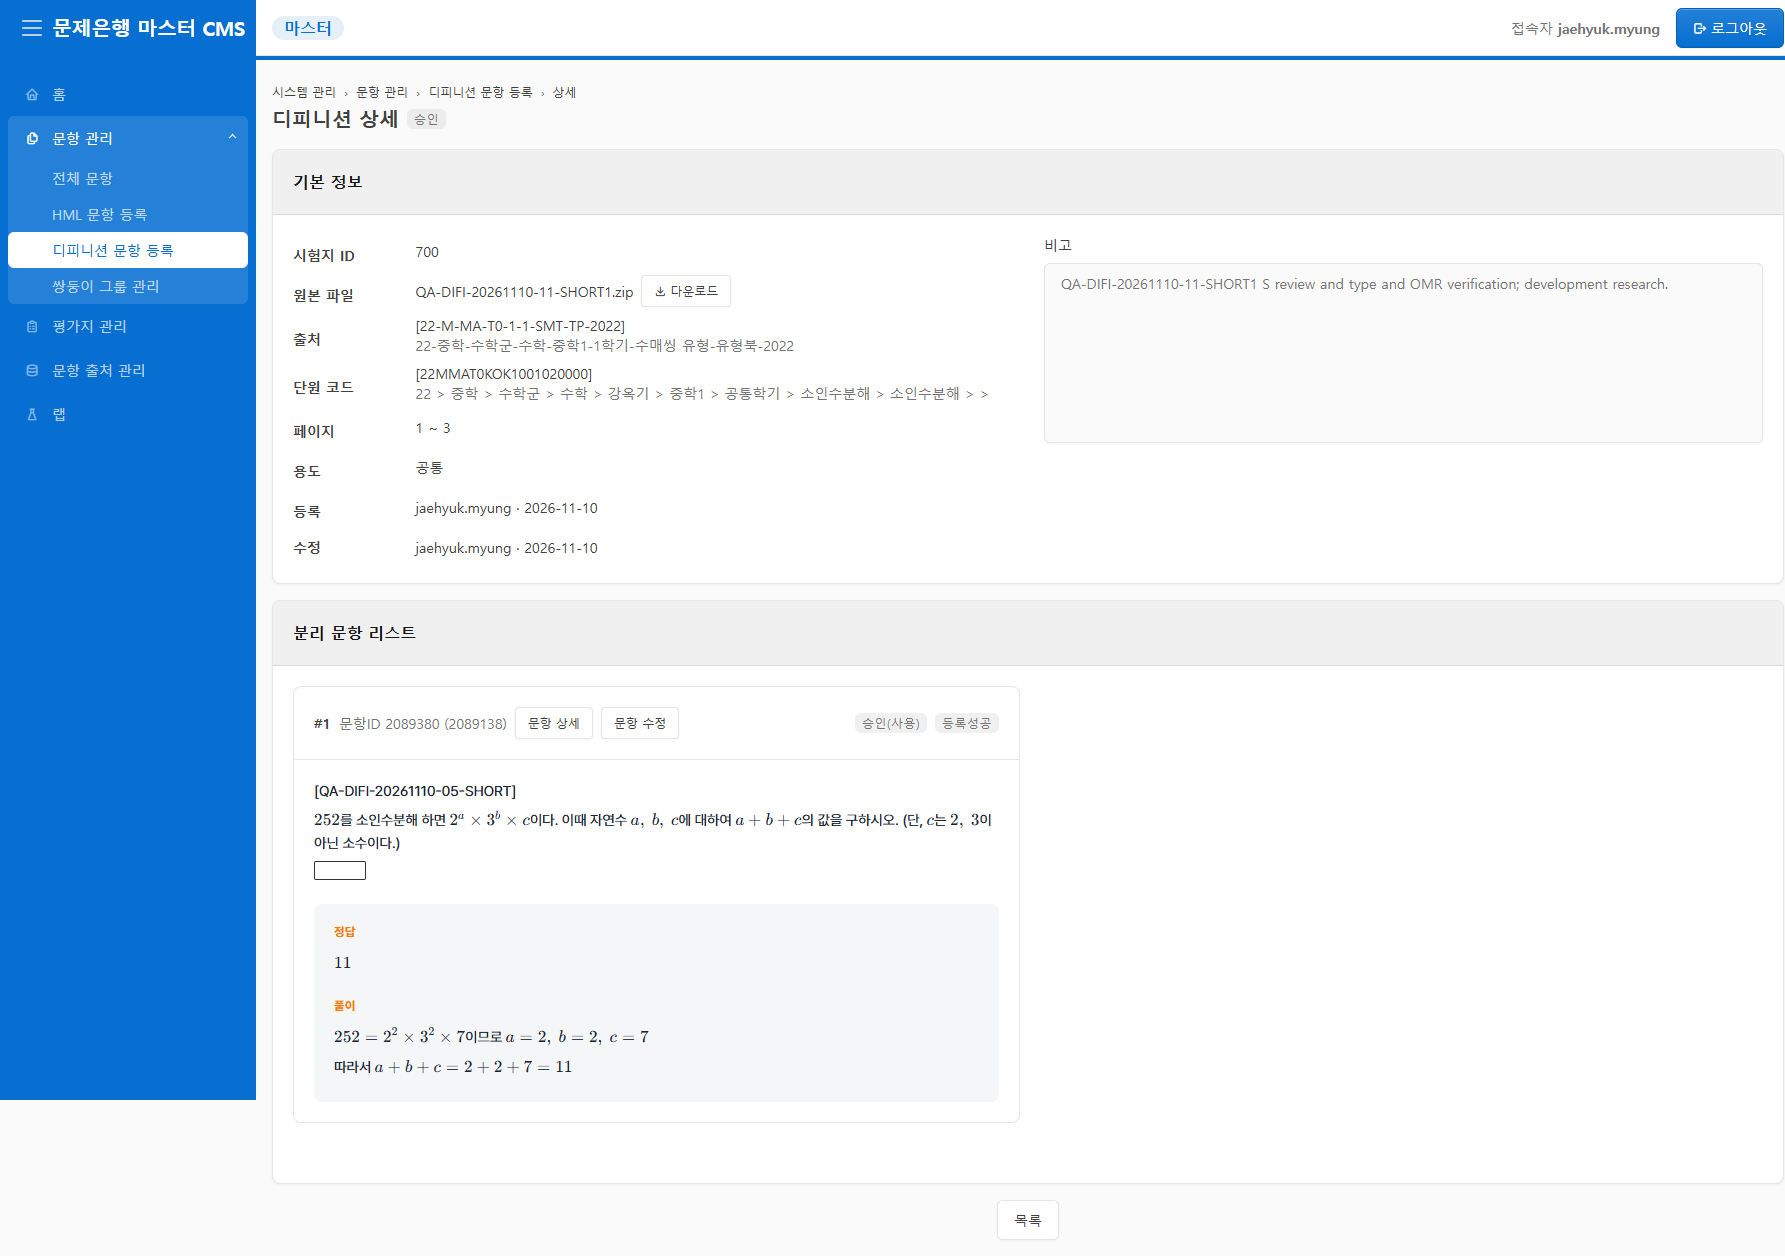 문제은행 마스터 CMS
마스터
접속자 jaehyuk.myung
로그아웃
홈
문항 관리
전체 문항
HML 문항 등록
디피니션 문항 등록
쌍둥이 그룹 관리
평가지 관리
문항 출처 관리
랩
시스템 관리 › 문항 관리 › 디피니션 문항 등록 › 상세
디피니션 상세 승인
기본 정보
시험지 ID 700
원본 파일 QA-DIFI-20261110-11-SHORT1.zip 다운로드
출처 [22-M-MA-T0-1-1-SMT-TP-2022]
22-중학-수학군-수학-중학1-1학기-수매씽 유형-유형북-2022
단원 코드 [22MMAT0KOK1001020000]
22 > 중학 > 수학군 > 수학 > 강옥기 > 중학1 > 공통학기 > 소인수분해 > 소인수분해 > >
페이지 1 ~ 3
용도 공통
등록 jaehyuk.myung · 2026-11-10
수정 jaehyuk.myung · 2026-11-10
비고
QA-DIFI-20261110-11-SHORT1 S review and type and OMR verification; development research.
분리 문항 리스트
#1 문항ID 2089380 (2089138) 문항 상세 문항 수정 승인(사용) 등록성공
[QA-DIFI-20261110-05-SHORT]
252를 소인수분해 하면 2^a × 3^b × c이다. 이때 자연수 a, b, c에 대하여 a + b + c의 값을 구하시오. (단, c는 2, 3이
아닌 소수이다.)
정답
11
풀이
252 = 2² × 3² × 7이므로 a = 2, b = 2, c = 7
따라서 a + b + c = 2 + 2 + 7 = 11
목록